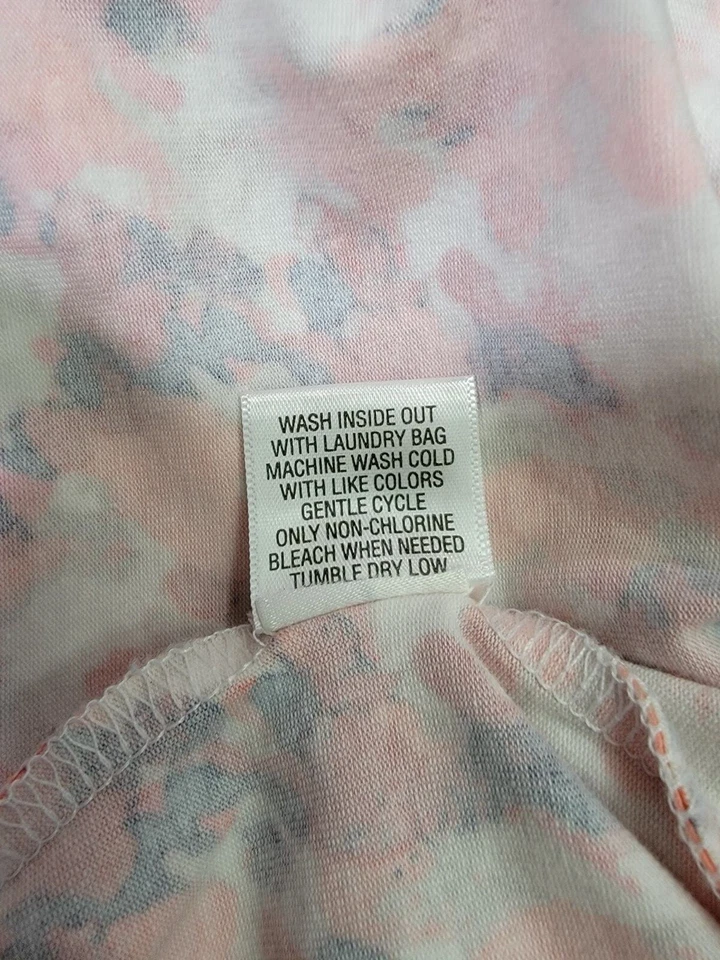 WASH INSIDE OUT
WITH LAUNDRY BAG
MACHINE WASH COLD
WITH LIKE COLORS
GENTLE CYCLE
ONLY NON-CHLORINE
BLEACH WHEN NEEDED
TUMBLE DRY LOW